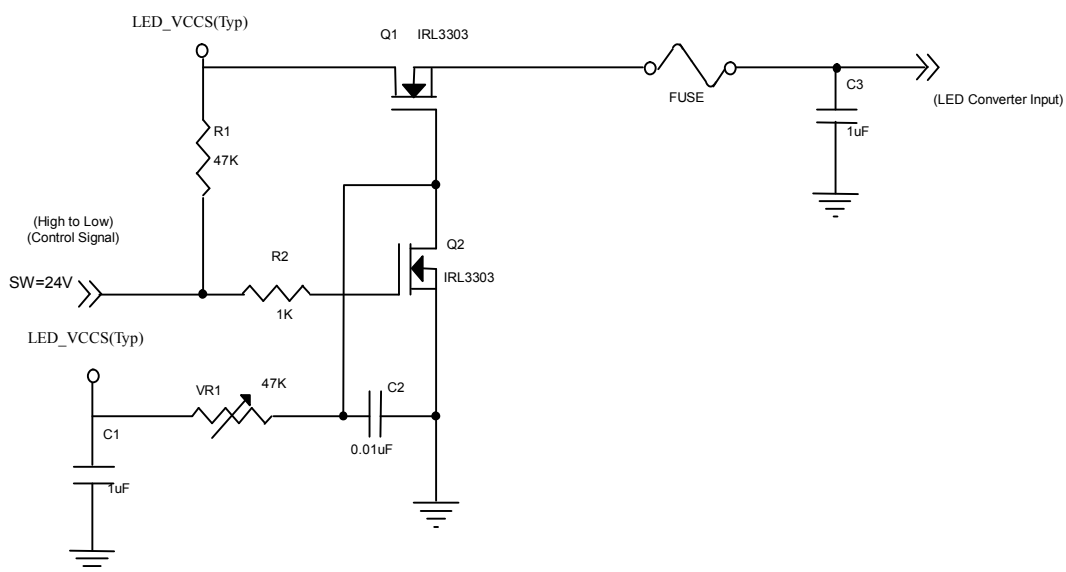 LED_VCCS(Typ)
Q1 IRL3303
FUSE
C3
(LED Converter Input)
1uF
R1
47K
(High to Low)
(Control Signal)
Q2
R2
IRL3303
SW=24V
1K
LED_VCCS(Typ)
VR1 47K
C2
C1
0.01uF
1uF